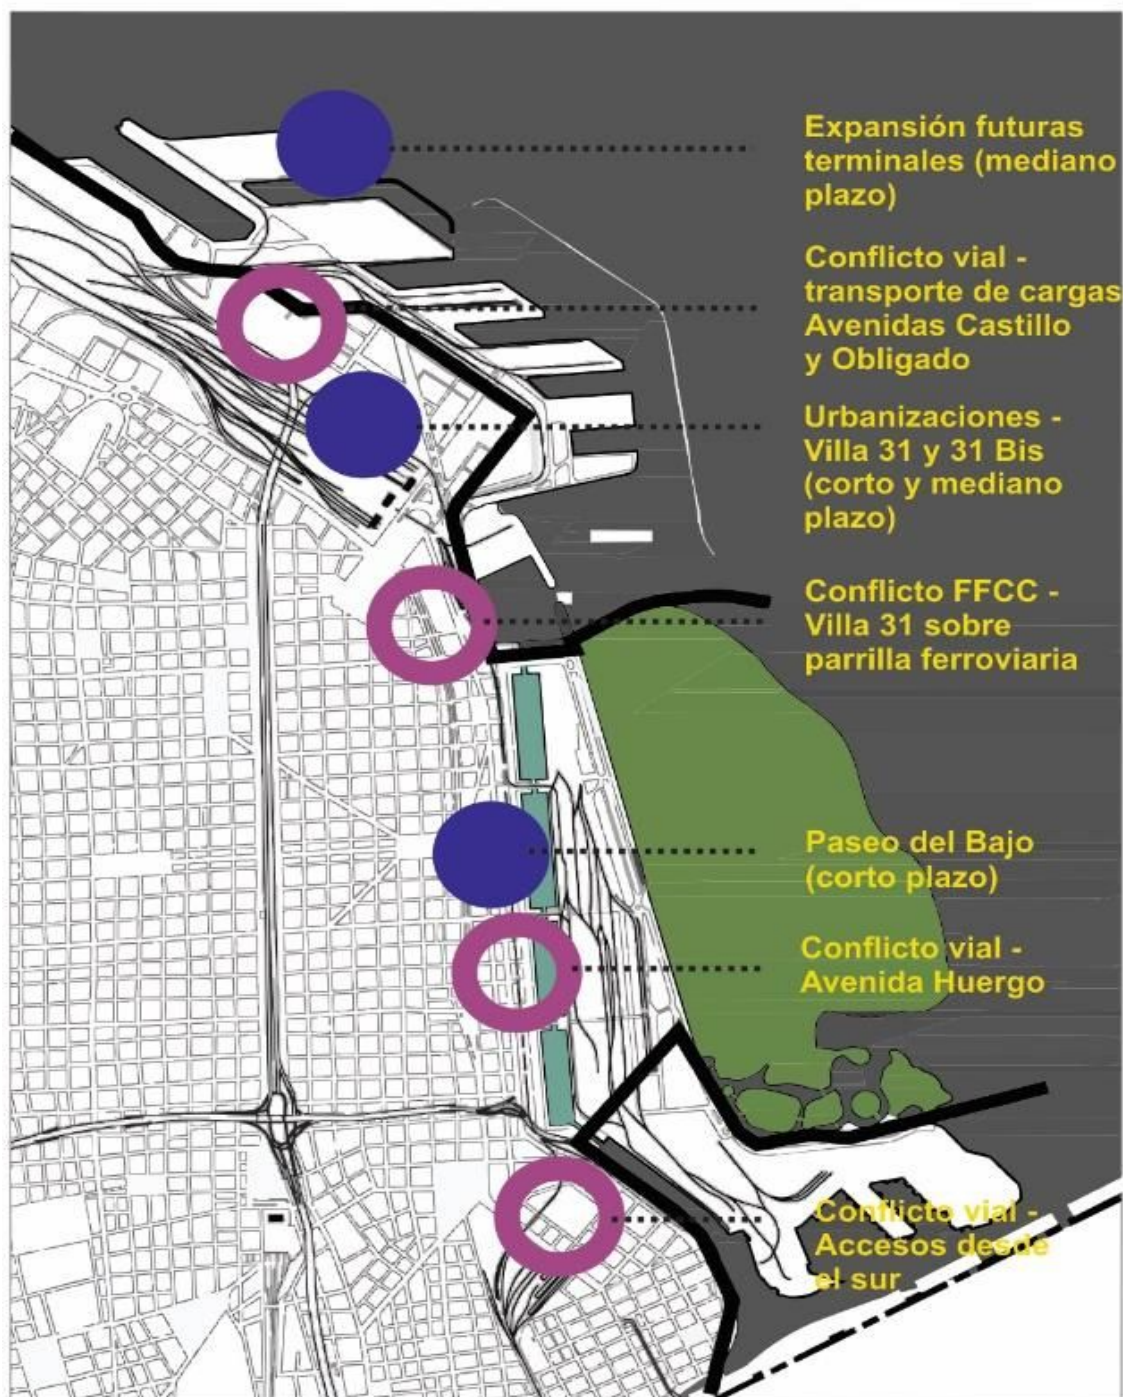 Expansión futuras
terminales (mediano
plazo)
Conflicto vial -
transporte de cargas
Avenidas Castillo
y Obligado
Urbanizaciones -
Villa 31 y 31 Bis
(corto y mediano
plazo)
Conflicto FFCC -
Villa 31 sobre
parrilla ferroviaria
Paseo del Bajo
(corto plazo)
Conflicto vial -
Avenida Huergo
Conflicto vial -
Accesos desde
el sur